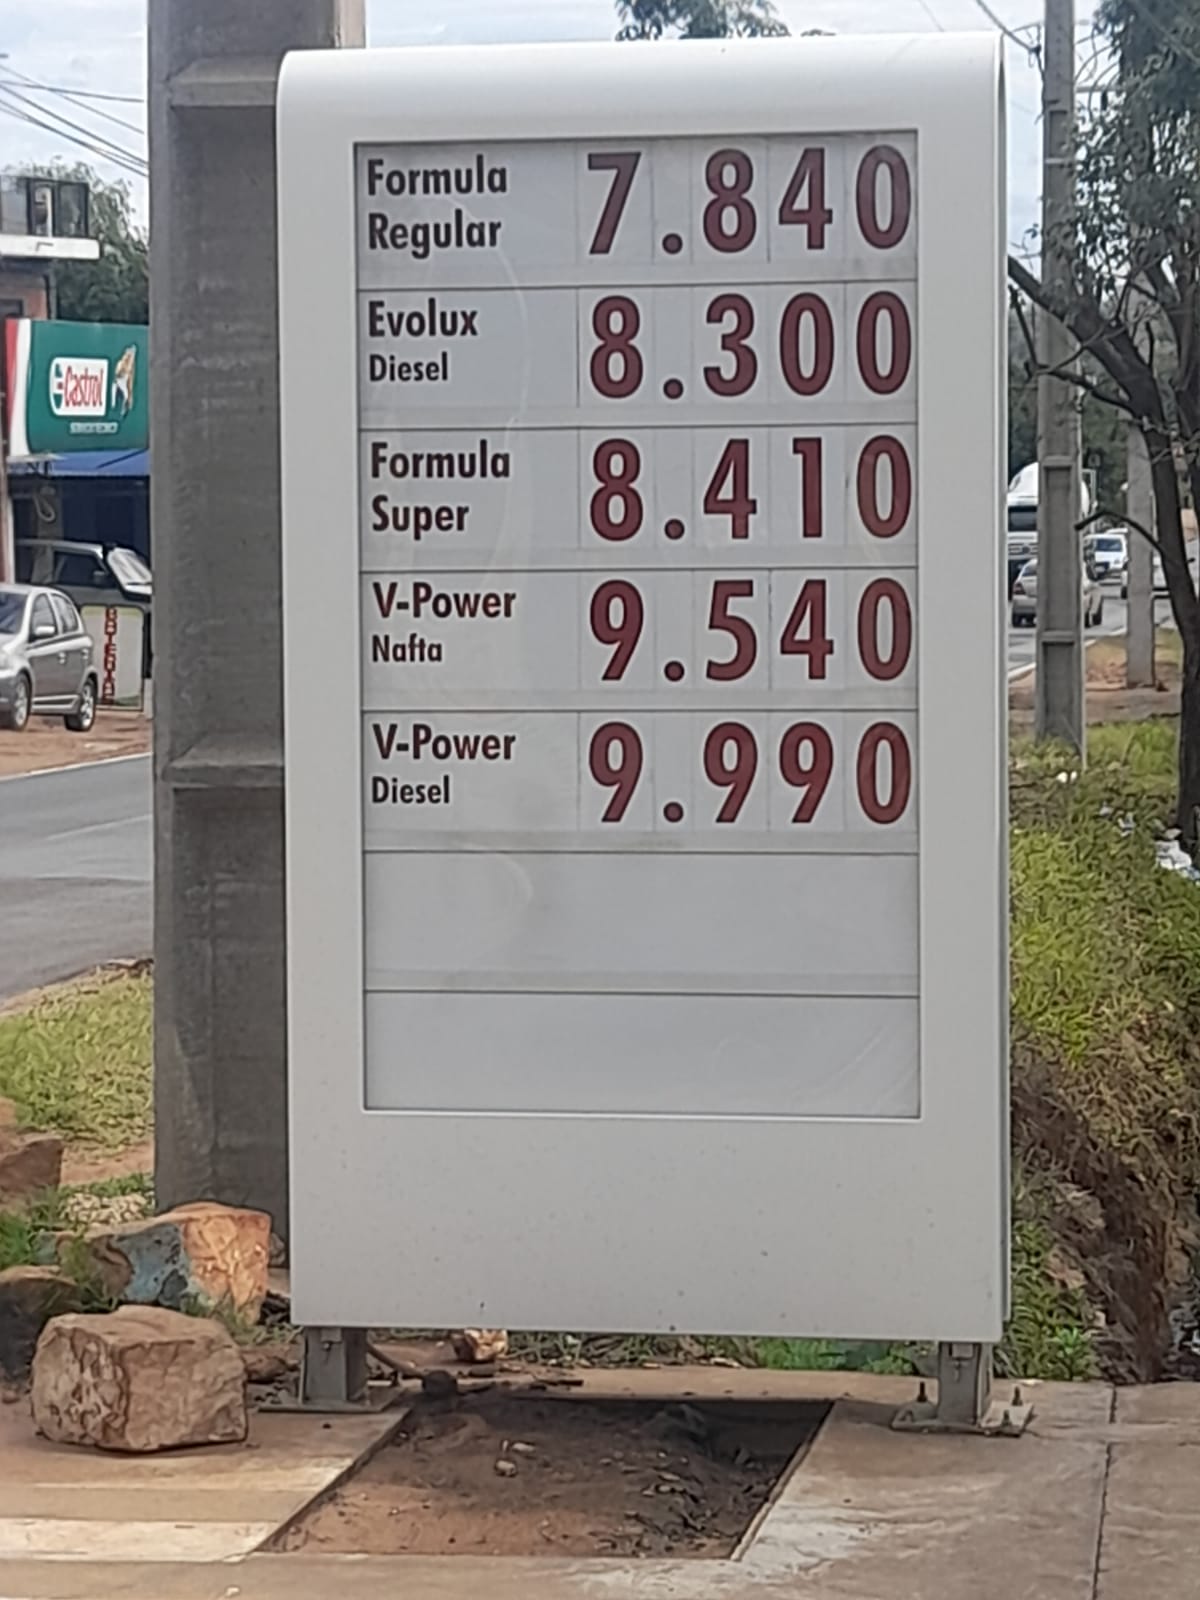 Formula
Regular
7.840
Evolux
Diesel
8.300
Formula
Super
8.410
V-Power
Nafta
9.540
V-Power
Diesel
9.990
Castrol